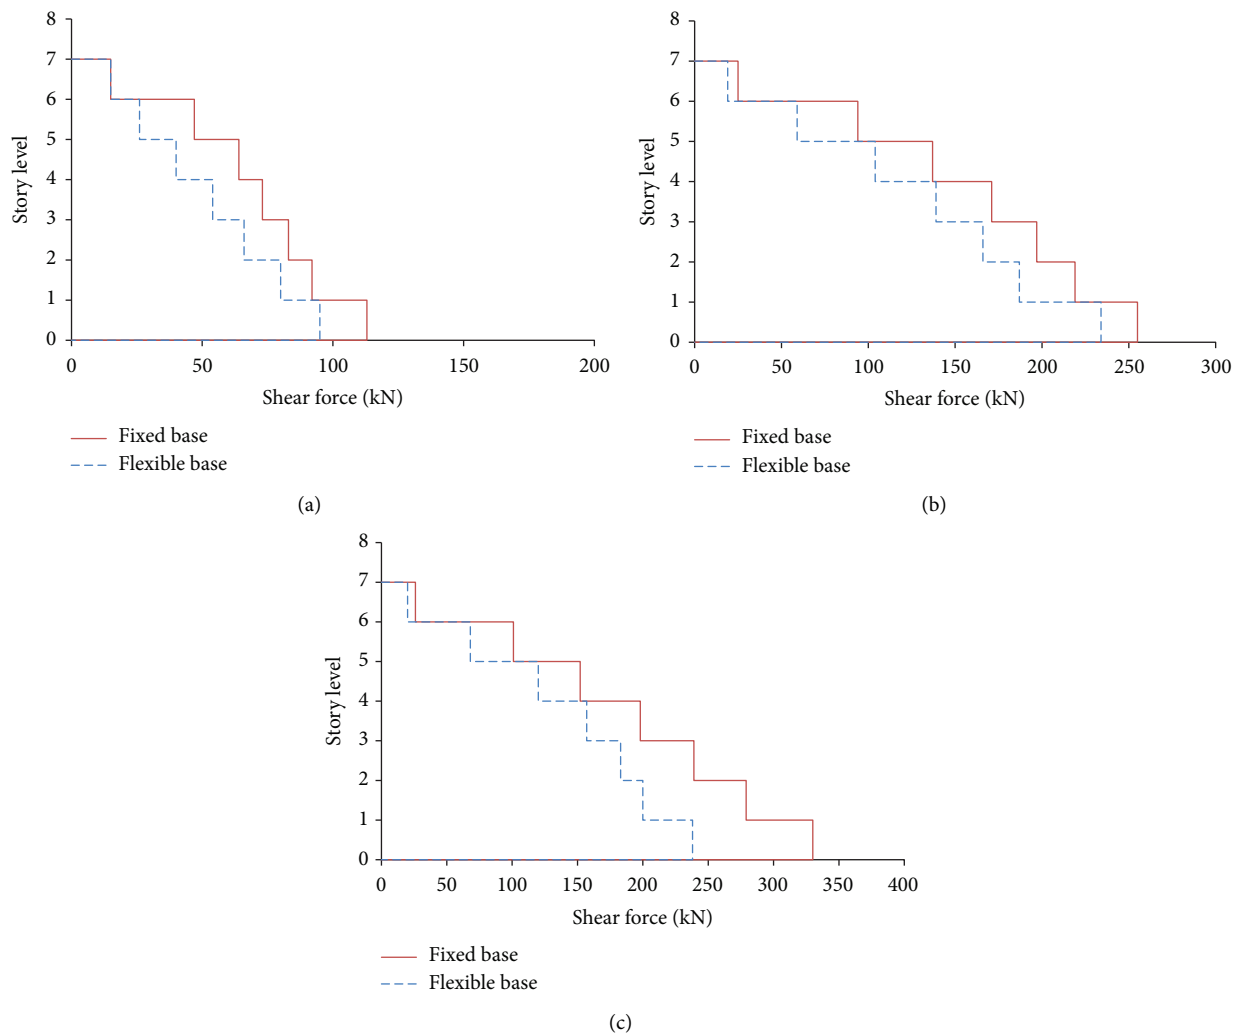 8
7
6
5
4
3
2
1
0
Story level
0 50 100 150 200
Shear force (kN)
Fixed base
Flexible base
(a)
8
7
6
5
4
3
2
1
0
Story level
0 50 100 150 200 250 300
Shear force (kN)
Fixed base
Flexible base
(b)
8
7
6
5
4
3
2
1
0
Story level
0 50 100 150 200 250 300 350 400
Shear force (kN)
Fixed base
Flexible base
(c)